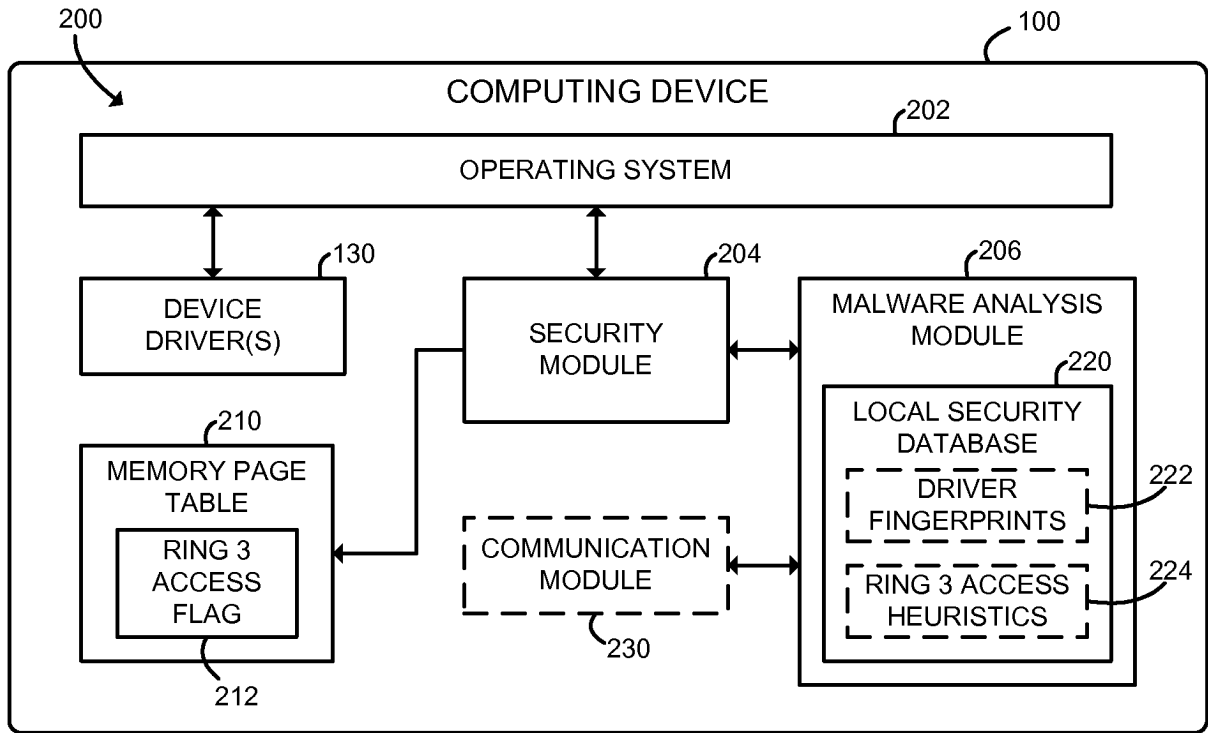 200
100
COMPUTING DEVICE
202
OPERATING SYSTEM
130
DEVICE
DRIVER(S)
204
SECURITY
MODULE
206
MALWARE ANALYSIS
MODULE
220
LOCAL SECURITY
DATABASE
DRIVER
FINGERPRINTS
222
RING 3 ACCESS
HEURISTICS
224
210
MEMORY PAGE
TABLE
RING 3
ACCESS
FLAG
212
COMMUNICATION
MODULE
230